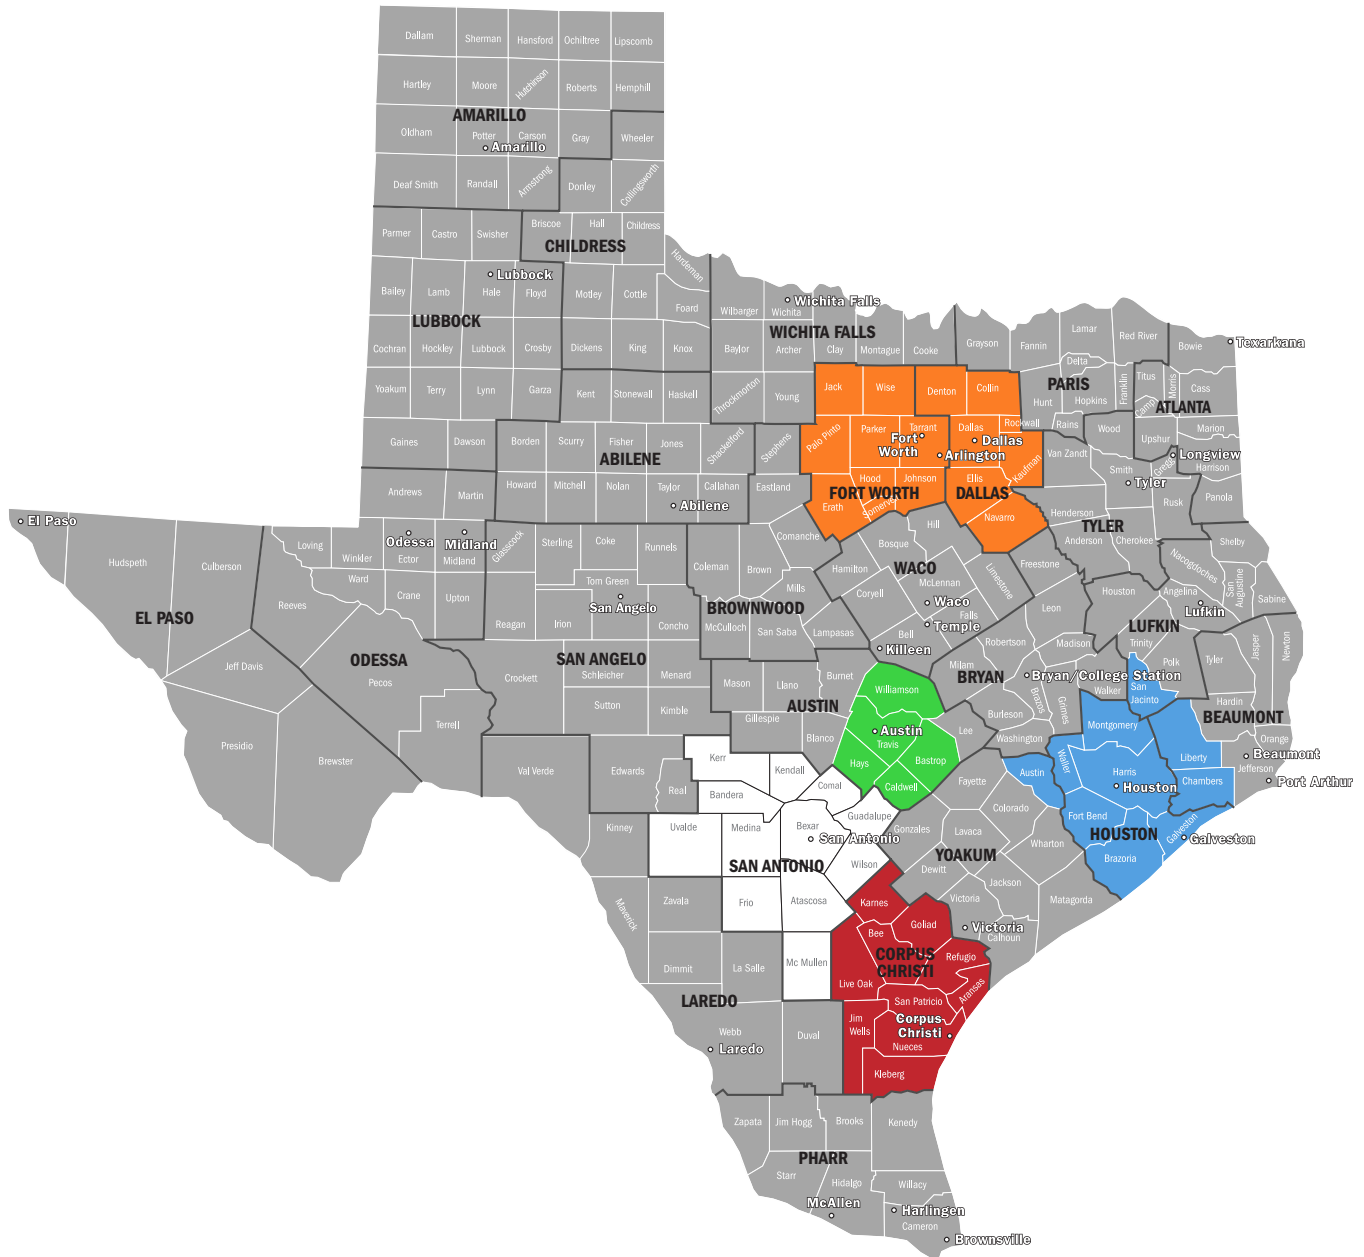 Dallam
Sherman
Hansford
Ochiltree
Lipscomb
Hartley
Moore
Hutchinson
Roberts
Hemphill
AMARILLO
Oldham
Potter
Carson
Gray
Wheeler
Amarillo
Deaf Smith
Randall
Armstrong
Donley
Collingsworth
Parmer
Castro
Swisher
Briscoe
Hall
Childress
CHILDRESS
Hardeman
Lubbock
Bailey
Lamb
Hale
Floyd
Motley
Cottle
Foard
LUBBOCK
Wilbarger
Wichita Falls
Wichita
WICHITA FALLS
Cochran
Hockley
Lubbock
Crosby
Dickens
King
Knox
Baylor
Archer
Clay
Montague
Cooke
Grayson
Fannin
Lamar
Red River
Bowie
Texarkana
Delta
Yoakum
Terry
Lynn
Garza
Kent
Stonewall
Haskell
Throckmorton
Young
Jack
Wise
Denton
Collin
PARIS
Hunt
Hopkins
Franklin
Titus
Camp
Morris
Cass
ATLANTA
Gaines
Dawson
Borden
Scurry
Fisher
Jones
Shackelford
Stephens
ABILENE
Palo Pinto
Parker
Tarrant
Fort
Worth
Dallas
Dallas
Arlington
Rockwall
Kaufman
Rains
Wood
Van Zandt
Upshur
Marion
Longview
Gregg
Harrison
Andrews
Martin
Howard
Mitchell
Nolan
Taylor
Callahan
Eastland
Abilene
Hood
Johnson
FORT WORTH
Erath
Somervell
Ellis
DALLAS
Navarro
Smith
Tyler
Rusk
Panola
Henderson
TYLER
Anderson
Cherokee
Shelby
El Paso
Hudspeth
Culberson
Loving
Winkler
Odessa
Ector
Midland
Midland
Glasscock
Sterling
Coke
Runnels
Coleman
Brown
Comanche
Mills
Hamilton
Bosque
Hill
WACO
McLennan
Limestone
Freestone
Nacogdoches
San
Augustine
Sabine
Ward
Reeves
Crane
Upton
Reagan
Irion
Tom Green
San Angelo
Concho
BROWNWOOD
McCulloch
San Saba
Lampasas
Coryell
Waco
Falls
Temple
Bell
Killeen
Leon
Houston
Angelina
Lufkin
LUFKIN
Trinity
Polk
EL PASO
Jeff Davis
ODESSA
Pecos
Terrell
Crockett
SAN ANGELO
Schleicher
Menard
Sutton
Kimble
Mason
Llano
Burnet
AUSTIN
Gillespie
Blanco
Williamson
Milam
Robertson
BRYAN
Madison
Bryan/College Station
Brazos
Walker
Grimes
Burleson
Washington
San
Jacinto
Tyler
Jasper
Newton
Hardin
BEAUMONT
Orange
Beaumont
Jefferson
Port Arthur
Presidio
Brewster
Val Verde
Edwards
Real
Kerr
Kendall
Bandera
Comal
Austin
Travis
Hays
Bastrop
Caldwell
Lee
Fayette
Austin
Waller
Montgomery
Harris
Houston
Liberty
Chambers
Kinney
Uvalde
Medina
Bexar
San Antonio
Guadalupe
SAN ANTONIO
Wilson
Gonzales
Lavaca
Colorado
YOAKUM
Dewitt
Wharton
Fort Bend
HOUSTON
Brazoria
Galveston
Galveston
Maverick
Zavala
Frio
Atascosa
Karnes
Goliad
Bee
Victoria
Jackson
Matagorda
Victoria
Calhoun
Dimmit
La Salle
Mc Mullen
CORPUS
CHRISTI
Live Oak
Refugio
Aransas
San Patricio
LAREDO
Webb
Laredo
Duval
Jim
Wells
Corpus
Christi
Nueces
Kleberg
Zapata
Jim Hogg
Brooks
Kenedy
PHARR
Starr
Hidalgo
Willacy
McAllen
Harlingen
Cameron
Brownsville